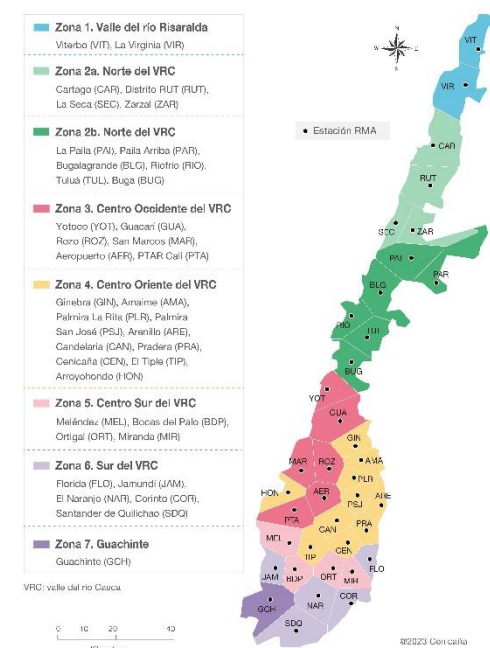 Zona 1. Valle del río Risaralda
Viterbo (VIT), La Virginia (VIR)
Zona 2a. Norte del VRC
Cartago (CAR), Distrito RUT (RUT),
La Seca (SEC), Zarzal (ZAR)
Zona 2b. Norte del VRC
La Paila (PAI), Paila Arriba (PAR),
Bugalagrande (BLG), Riofrío (RIO),
Tuluá (TUL), Buga (BUG)
Zona 3. Centro Occidente del VRC
Yotoco (YOT), Guacarí (GUA),
Rozo (ROZ), San Marcos (MAR),
Aeropuerto (AER), PTAR Cali (PTA)
Zona 4. Centro Oriente del VRC
Ginebra (GIN), Amaime (AMA),
Palmira La Rita (PLR), Palmira
San José (PSJ), Arenillo (ARE),
Candelaria (CAN), Pradera (PRA),
Cenicaña (CEN), El Tiple (TIP),
Arroyohondo (HON)
Zona 5. Centro Sur del VRC
Meléndez (MEL), Bocas del Palo (BDP),
Ortigal (ORT), Miranda (MIR)
Zona 6. Sur del VRC
Florida (FLO), Jamundí (JAM),
El Naranjo (NAR), Corinto (COR),
Santander de Quilichao (SDQ)
Zona 7. Guachinte
Guachinte (GCH)
VRC: valle del río Cauca
0 10 20 40
N
W E
S
Estación RMA
VIT
VIR
CAR
RUT
SEC
ZAR
PAI
PAR
BLG
RIO
TUL
BUG
YOT
GUA
GIN
MAR
ROZ
AMA
PLR
HON
AER
PSJ
ARE
PTA
CAN
PRA
MEL
TIP
CEN
FLO
JAM
BDP
ORT
MIR
GCH
NAR
COR
SDQ
@2023 Cenicaña